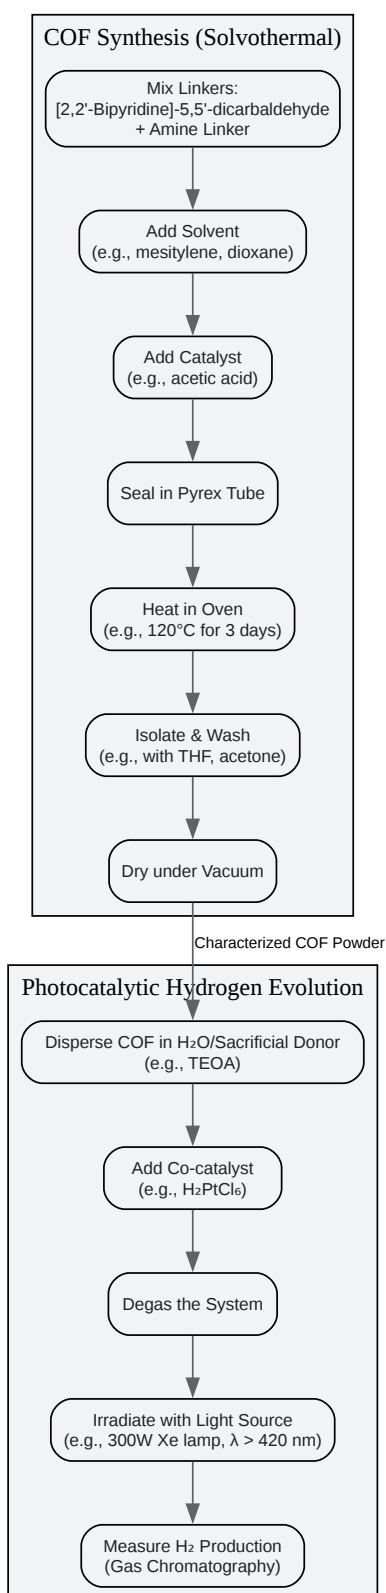 COF Synthesis (Solvothermal)
Mix Linkers:
[2,2'-Bipyridine]-5,5'-dicarbaldehyde
+ Amine Linker
Add Solvent
(e.g., mesitylene, dioxane)
Add Catalyst
(e.g., acetic acid)
Seal in Pyrex Tube
Heat in Oven
(e.g., 120°C for 3 days)
Isolate & Wash
(e.g., with THF, acetone)
Dry under Vacuum
Characterized COF Powder
Photocatalytic Hydrogen Evolution
Disperse COF in H₂O/Sacrificial Donor
(e.g., TEOA)
Add Co-catalyst
(e.g., H₂PtCl₆)
Degas the System
Irradiate with Light Source
(e.g., 300W Xe lamp, λ > 420 nm)
Measure H₂ Production
(Gas Chromatography)